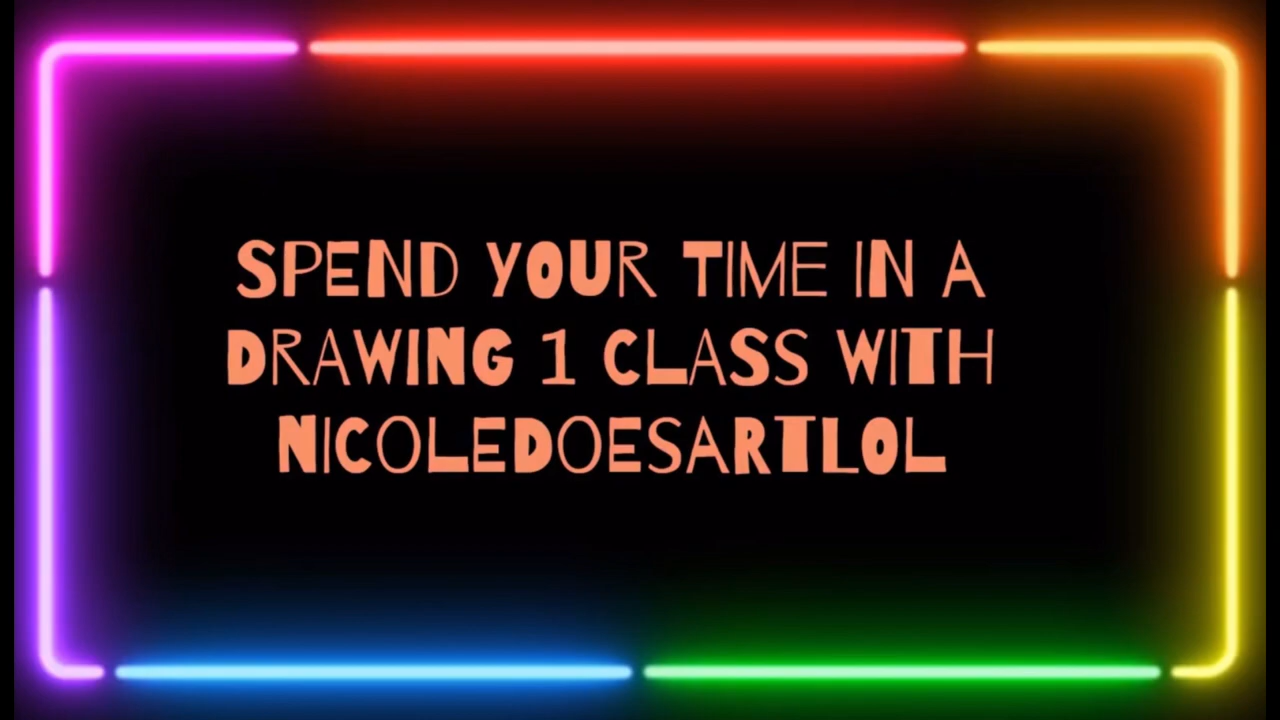 SPEND YOUR TIME IN A
DRAWING 1 CLASS WITH
NICOLEDOESARTLOL